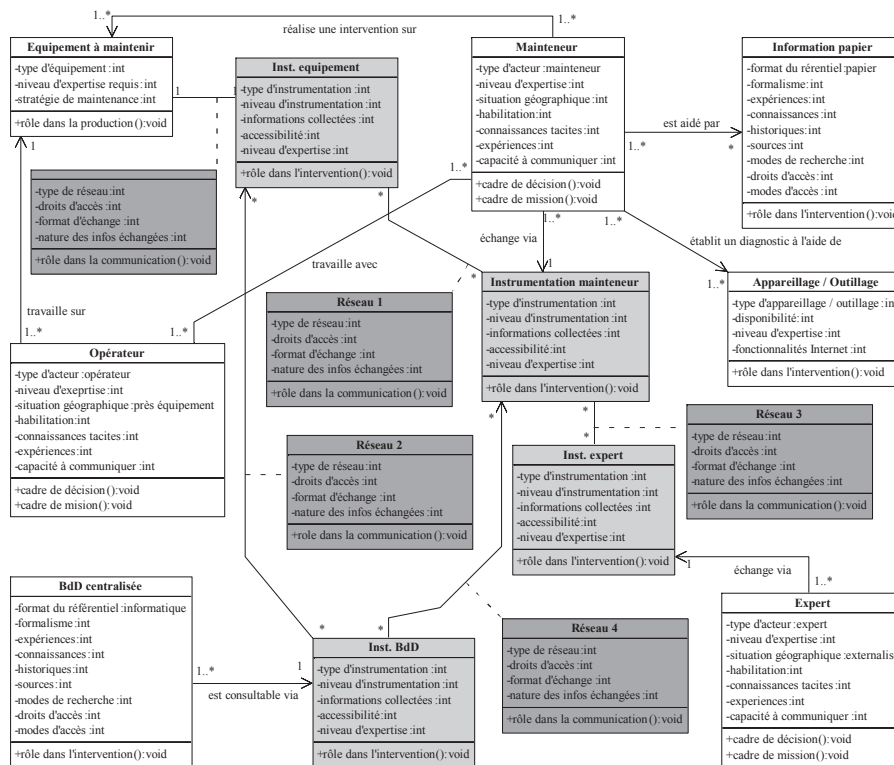 réalise une intervention sur
1..*
1..*
Equipement à maintenir
-type d'équipement:int
-niveau d'expertise requis:int
-stratégie de maintenance:int
+rôle dans la production():void
1
1
1
Inst. equipement
-type d'instrumentation :int
-niveau d'instrumentation :int
-informations collectées :int
-accessibilité:int
-niveau d'expertise:int
+rôle dans l'intervention():void
*
*
Mainteneur
-type d'acteur :mainteneur
-niveau d'expertise:int
-situation géographique :int
-habilitation:int
-connaissances tacites:int
-expériences:int
-capacité à communiquer :int
+cadre de décision():void
+cadre de mission():void
1..*
1..*
1..*
1..*
est aidé par
*
Information papier
-format du rérentiel:papier
-formalisme:int
-expériences:int
-connaissances:int
-historiques:int
-sources:int
-modes de recherche:int
-droits d'accès:int
-modes d'accès:int
+rôle dans l'intervention():void
-type de réseau:int
-droits d'accès :int
-format d'échange :int
-nature des infos échangées :int
+rôle dans la communication():void
échange via
1
établit un diagnostic à l'aide de
1..*
travaille avec
travaille sur
1..*
1..*
Réseau 1
-type de réseau:int
-droits d'accès:int
-format d'échange:int
-nature des infos échangées:int
+rôle dans la communication():void
*
Instrumentation mainteneur
-type d'instrumentation :int
-niveau d'instrumentation :int
-informations collectées :int
-accessibilité:int
-niveau d'expertise:int
+rôle dans l'intervention():void
*
*
*
Appareillage / Outillage
-type d'appareillage / outillage :int
-disponibilité:int
-niveau d'expertise:int
-fonctionnalités Internet :int
+rôle dans l'intervention():void
Opérateur
-type d'acteur :opérateur
-niveau d'exeprtise:int
-situation géographique :près équipement
-habilitation:int
-connaissances tacites:int
-expériences:int
-capacité à communiquer :int
+cadre de décision():void
+cadre de mision():void
Réseau 2
-type de réseau:int
-droits d'accès :int
-format d'échange :int
-nature des infos échangées :int
+role dans la communication():void
Inst. expert
-type d'instrumentation :int
-niveau d'instrumentation :int
-informations collectées :int
-accessibilité:int
-niveau d'expertise :int
+rôle dans l'intervention():void
Réseau 3
-type de réseau:int
-droits d'accès :int
-format d'échange :int
-nature des infos échangées :int
+rôle dans la communication():void
1
échange via
1..*
BdD centralisée
-format du référentiel:informatique
-formalisme:int
-expériences:int
-connaissances:int
-historiques:int
-sources:int
-modes de recherche :int
-droits d'accès :int
-modes d'accès :int
+rôle dans l'intervention():void
1..*
1
est consultable via
*
*
Inst. BdD
-type d'instrumentation :int
-niveau d'instrumentation :int
-informations collectées :int
-accessibilité:int
-niveau d'expertise :int
+rôle dans l'intervention():void
Réseau 4
-type de réseau :int
-droits d'accès :int
-format d'échange :int
-nature des infos échangées :int
+rôle dans la communication():void
Expert
-type d'acteur:expert
-niveau d'expertise:int
-situation géographique :externalis
-habilitation:int
-connaissances tacites:int
-experiences:int
-capacité à communiquer :int
+cadre de décision():void
+cadre de mission():void